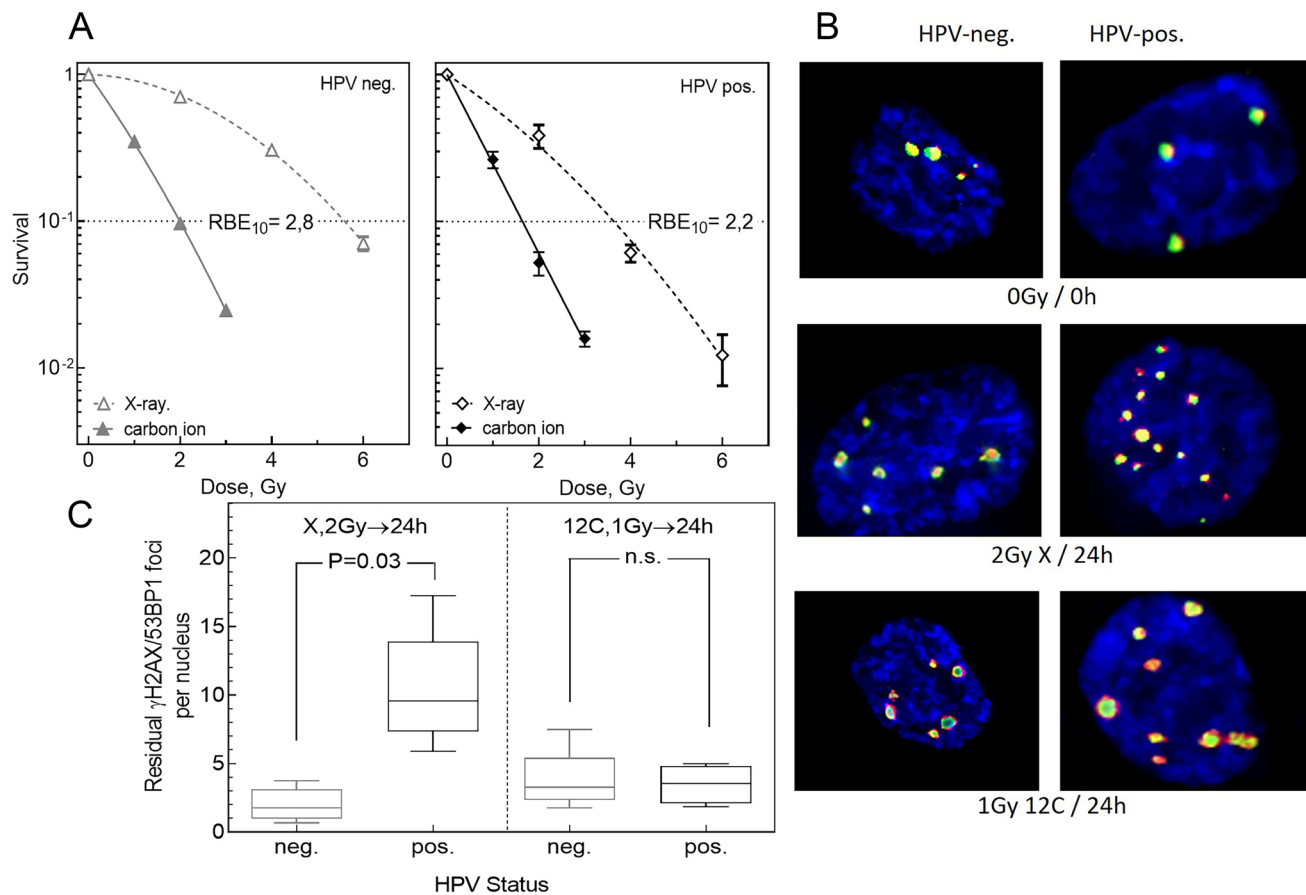 A
HPV neg.
HPV pos.
1
10-1
10-2
Survival
RBE10= 2,8
RBE10= 2,2
X-ray.
carbon ion
X-ray
carbon ion
0 2 4 6
0 2 4 6
Dose, Gy
Dose, Gy
B
HPV-neg.
HPV-pos.
0Gy / 0h
2Gy X / 24h
1Gy 12C / 24h
C
X,2Gy→24h
12C,1Gy→24h
P=0.03
n.s.
20
15
10
5
0
Residual γH2AX/53BP1 foci
per nucleus
neg.
pos.
neg.
pos.
HPV Status